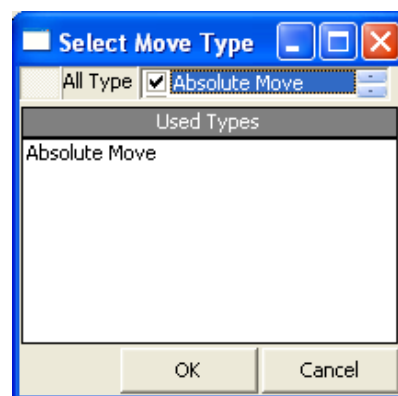 Select Move Type
All Type Absolute Move
Used Types
Absolute Move
OK Cancel